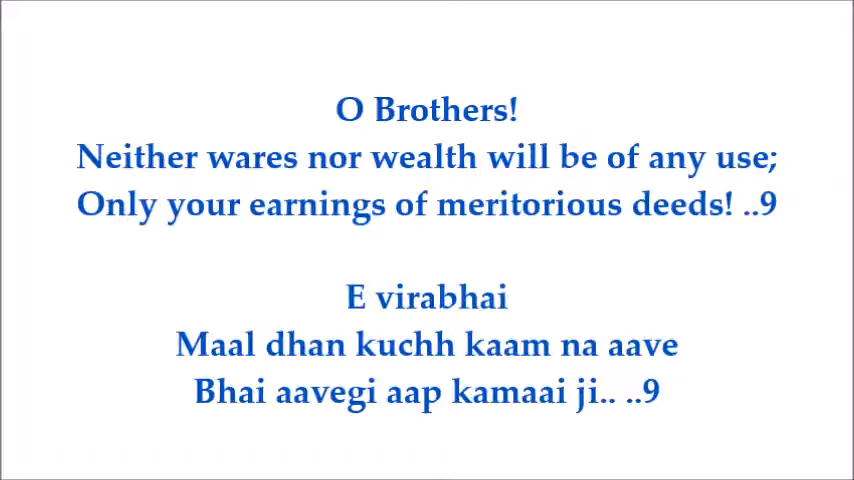 O Brothers!
Neither wares nor wealth will be of any use;
Only your earnings of meritorious deeds! ..9
E virabhai
Maal dhan kuchh kaam na aave
Bhai aavegi aap kamaai ji.. ..9